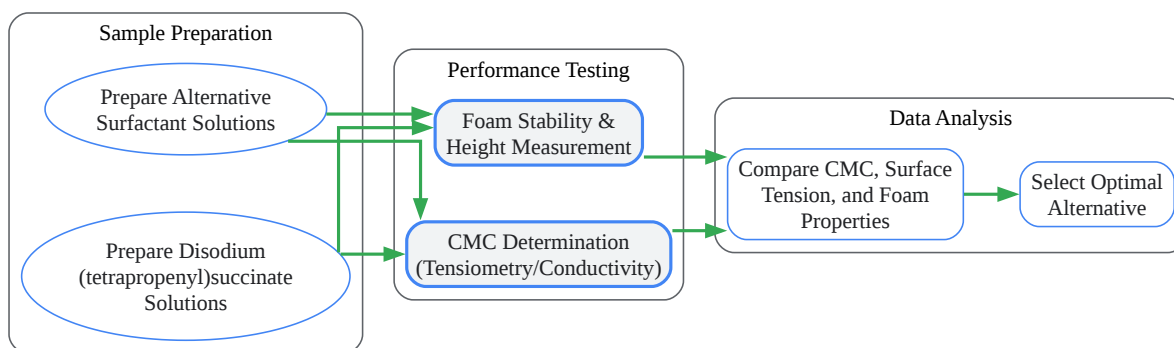 Sample Preparation
Prepare Alternative
Surfactant Solutions
Prepare Disodium
(tetrapropenyl)succinate
Solutions
Performance Testing
Foam Stability &
Height Measurement
CMC Determination
(Tensiometry/Conductivity)
Data Analysis
Compare CMC, Surface
Tension, and Foam
Properties
Select Optimal
Alternative